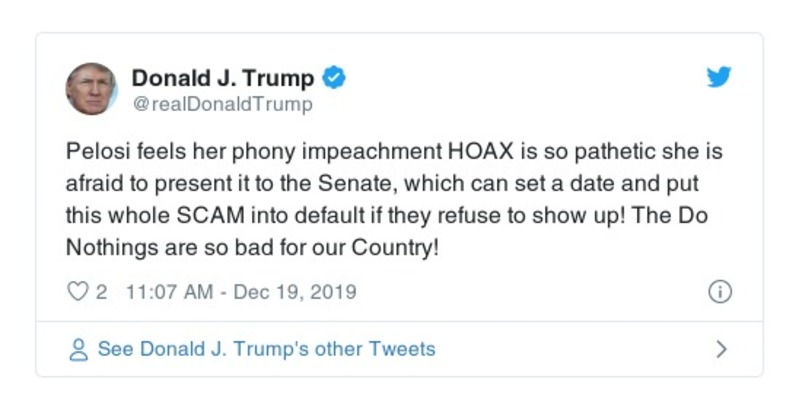 Donald J. Trump
@realDonaldTrump
Pelosi feels her phony impeachment HOAX is so pathetic she is
afraid to present it to the Senate, which can set a date and put
this whole SCAM into default if they refuse to show up! The Do
Nothings are so bad for our Country!
2 11:07 AM - Dec 19, 2019
See Donald J. Trump's other Tweets